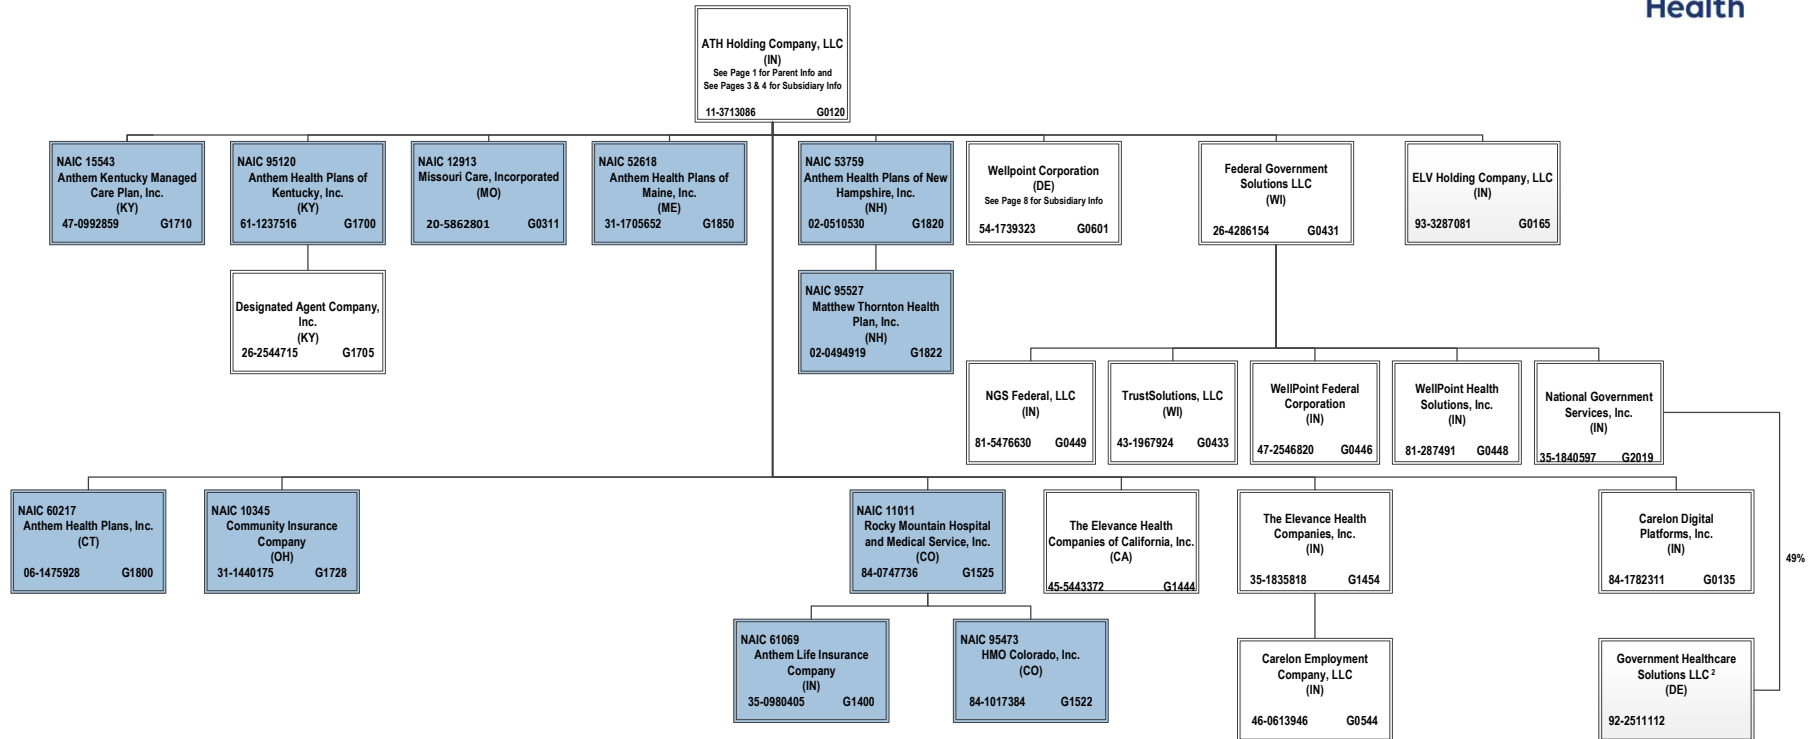 Health
ATH Holding Company, LLC
(IN)
See Page 1 for Parent Info and
See Pages 3 & 4 for Subsidiary Info
11-3713086 G0120
NAIC 15543
Anthem Kentucky Managed
Care Plan, Inc.
(KY)
47-0992859 G1710
NAIC 95120
Anthem Health Plans of
Kentucky, Inc.
(KY)
61-1237516 G1700
NAIC 12913
Missouri Care, Incorporated
(MO)
20-5862801 G0311
NAIC 52618
Anthem Health Plans of
Maine, Inc.
(ME)
31-1705652 G1850
NAIC 53759
Anthem Health Plans of New
Hampshire, Inc.
(NH)
02-0510530 G1820
Wellpoint Corporation
(DE)
See Page 8 for Subsidiary Info
54-1739323 G0601
Federal Government
Solutions LLC
(WI)
26-4286154 G0431
ELV Holding Company, LLC
(IN)
93-3287081 G0165
Designated Agent Company,
Inc.
(KY)
26-2544715 G1705
NAIC 95527
Matthew Thornton Health
Plan, Inc.
(NH)
02-0494919 G1822
NGS Federal, LLC
(IN)
81-5476630 G0449
TrustSolutions, LLC
(WI)
43-1967924 G0433
WellPoint Federal
Corporation
(IN)
47-2546820 G0446
WellPoint Health
Solutions, Inc.
(IN)
81-287491 G0448
National Government
Services, Inc.
(IN)
35-1840597 G2019
NAIC 60217
Anthem Health Plans, Inc.
(CT)
06-1475928 G1800
NAIC 10345
Community Insurance
Company
(OH)
31-1440175 G1728
NAIC 11011
Rocky Mountain Hospital
and Medical Service, Inc.
(CO)
84-0747736 G1525
The Elevance Health
Companies of California, Inc.
(CA)
45-5443372 G1444
The Elevance Health
Companies, Inc.
(IN)
35-1835818 G1454
Carelon Digital
Platforms, Inc.
(IN)
84-1782311 G0135
49%
NAIC 61069
Anthem Life Insurance
Company
(IN)
35-0980405 G1400
NAIC 95473
HMO Colorado, Inc.
(CO)
84-1017384 G1522
Carelon Employment
Company, LLC
(IN)
46-0613946 G0544
Government Healthcare
Solutions LLC 2
(DE)
92-2511112